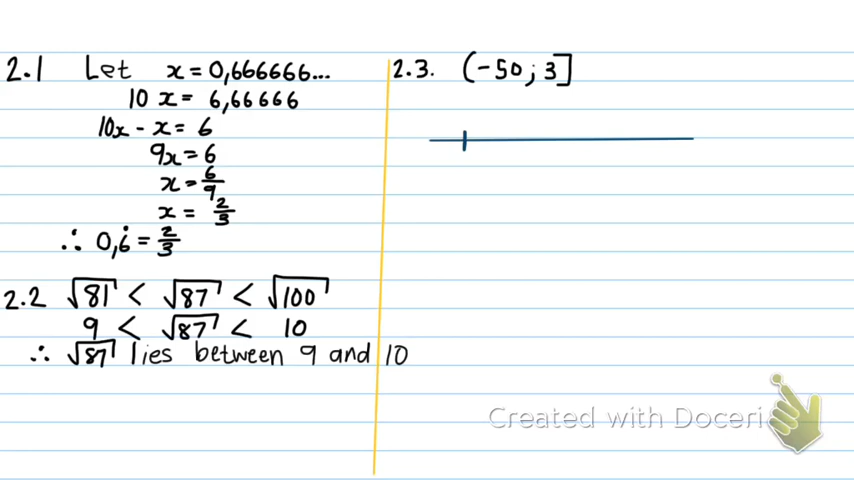 2.1 Let x = 0,666666...
10 x = 6,66666
10x - x = 6
9x = 6
x = 6/9
x = 2/3
∴ 0,6̇ = 2/3
2.2 √81 < √87 < √100
9 < √87 < 10
∴ √87 lies between 9 and 10
2.3. (-50; 3]
Created with Doceri